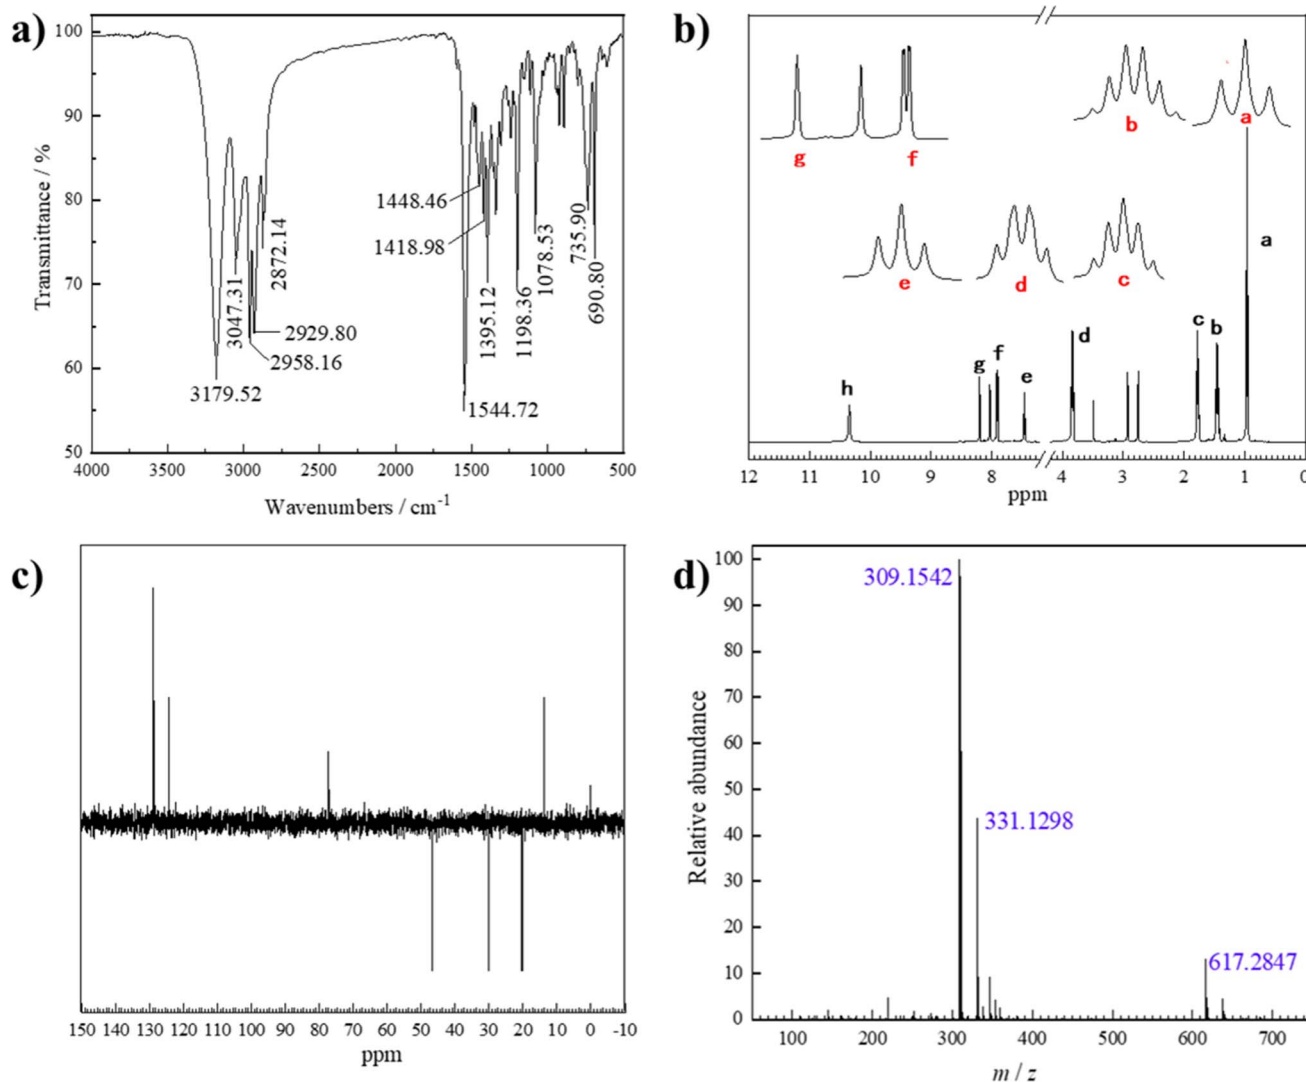 a)
100
90
80
70
60
50
Transmittance / %
3179.52
3047.31
2958.16
2929.80
2872.14
1544.72
1448.46
1418.98
1395.12
1198.36
1078.53
735.90
690.80
4000 3500 3000 2500 2000 1500 1000 500
Wavenumbers / cm⁻¹
b)
g f b a
e d c
h g f e d c b a
12 11 10 9 8 4 3 2 1 0
ppm
c)
150 140 130 120 110 100 90 80 70 60 50 40 30 20 10 0 -10
ppm
d)
100
90
80
70
60
50
40
30
20
10
0
Relative abundance
309.1542
331.1298
617.2847
100 200 300 400 500 600 700
m / z